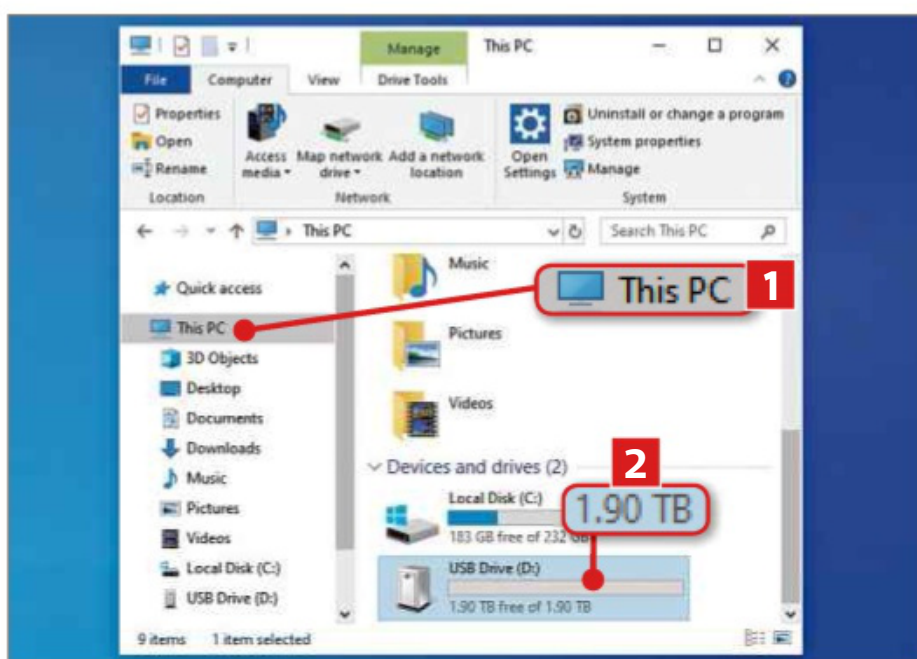 Manage This PC
File Computer View Drive Tools
Properties
Open
Rename
Location
Access media
Map network drive
Add a network location
Network
Open Settings
Uninstall or change a program
System properties
Manage
System
This PC
Search This PC
Quick access
This PC
3D Objects
Desktop
Documents
Downloads
Music
Pictures
Videos
Local Disk (C:)
USB Drive (D:)
Music
This PC 1
Pictures
Videos
Devices and drives (2)
2
Local Disk (C:)
1.90 TB
183 GB free of 232 GB
USB Drive (D:)
1.90 TB free of 1.90 TB
9 items 1 item selected